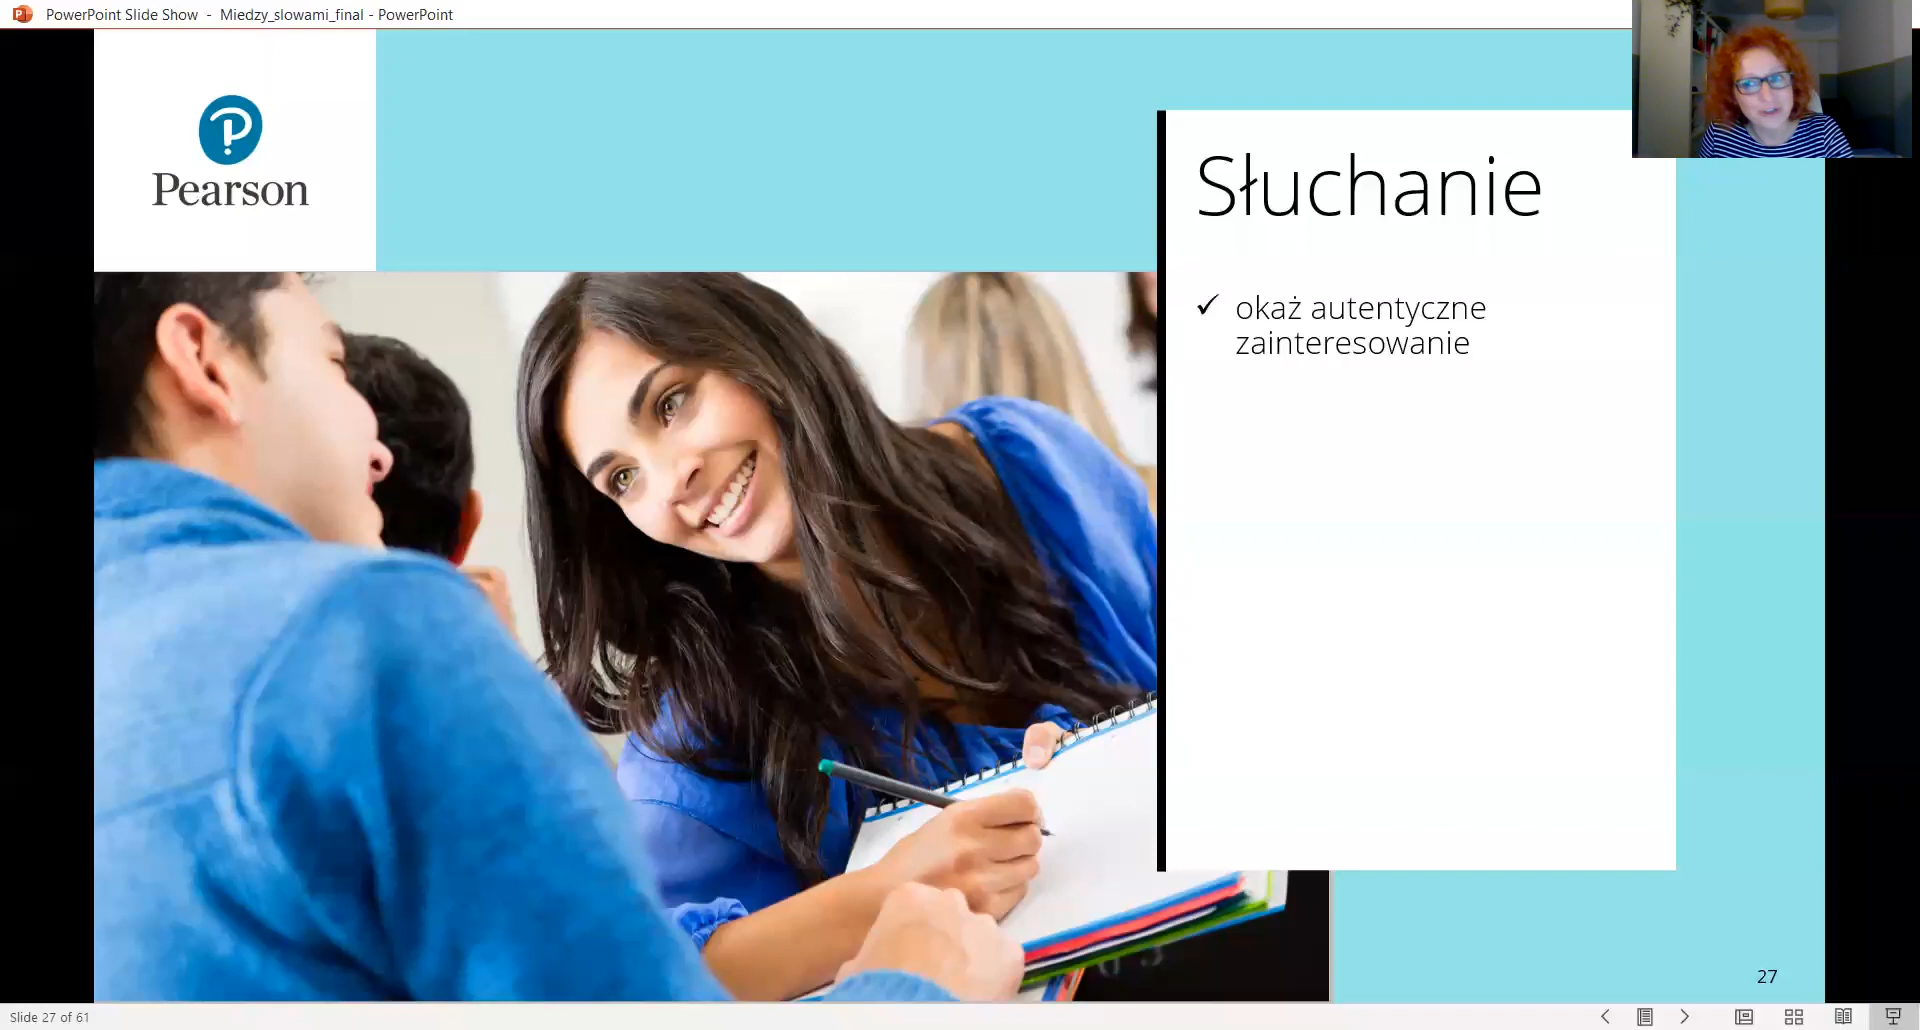 PowerPoint Slide Show - Miedzy_slowami_final - PowerPoint
Pearson
Słuchanie
✓ okaż autentyczne
zainteresowanie
27
Slide 27 of 61